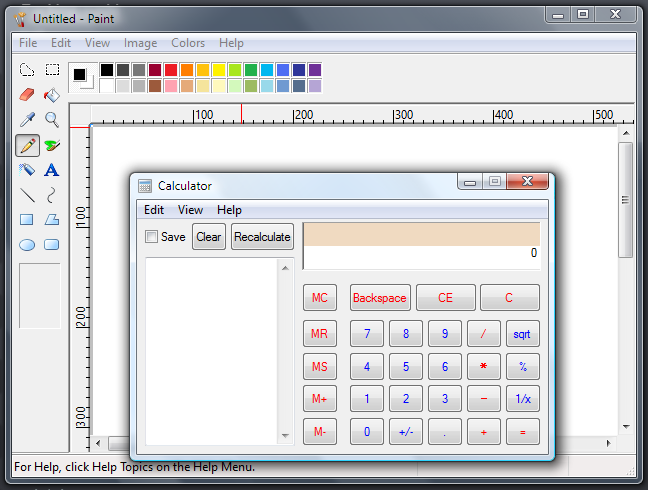 Untitled - Paint
File Edit View Image Colors Help
100 200 300 400 500
100
200
300
Calculator
Edit View Help
Save Clear Recalculate
0
MC Backspace CE C
MR 7 8 9 / sqrt
MS 4 5 6 * %
M+ 1 2 3 - 1/x
M- 0 +/- . + =
For Help, click Help Topics on the Help Menu.